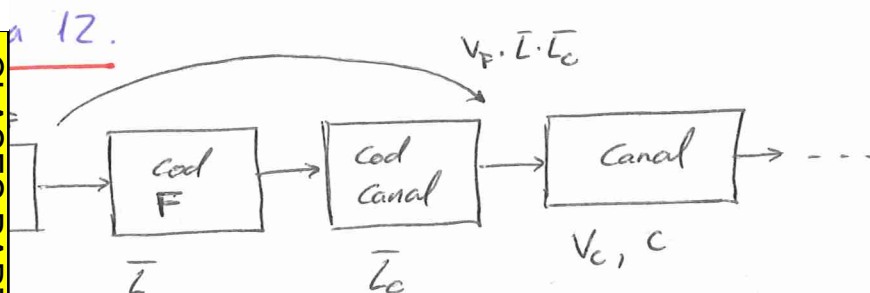 a 12.
V_F · L̄ · L̄_c
Cod F
Cod Canal
Canal
L̄
L̄_c
V_c, C